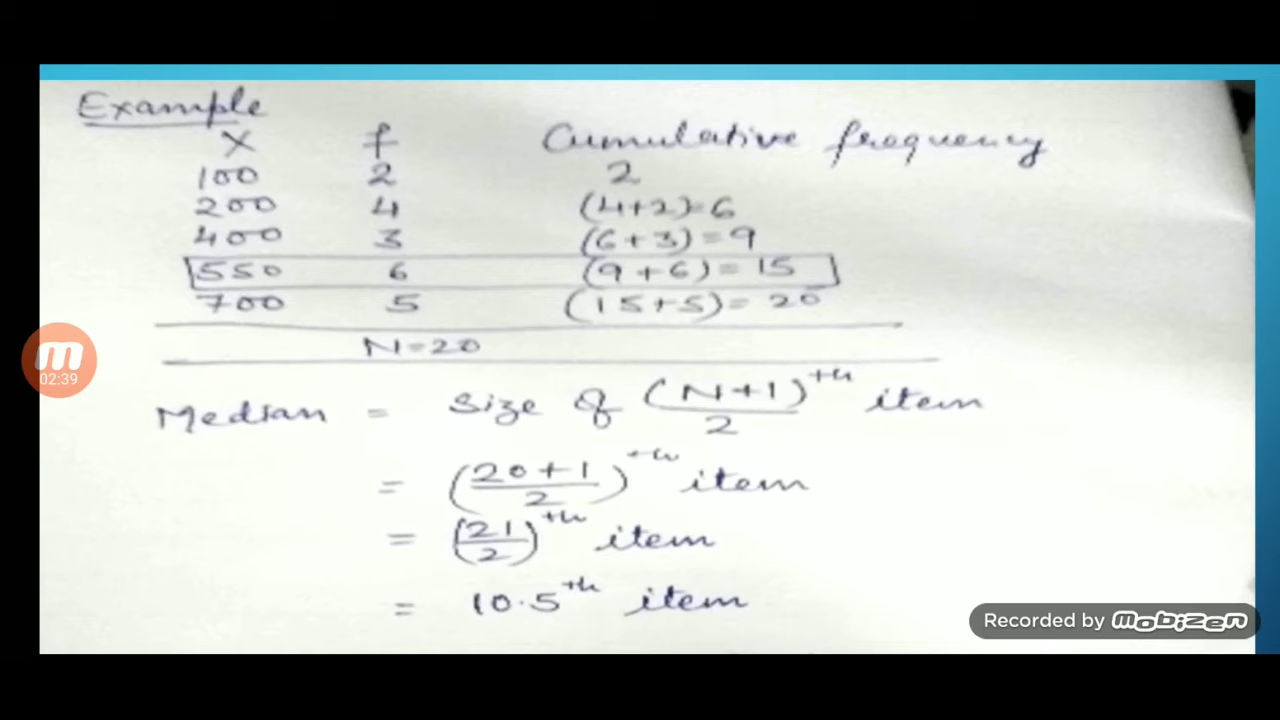 Example
X f Cumulative frequency
100 2 2
200 4 (4+2)=6
400 3 (6+3)=9
550 6 (9+6)=15
700 5 (15+5)=20
N=20
Median = Size of (N+1)/2 th item
= (20+1/2)th item
= (21/2)th item
= 10.5th item
02:39
Recorded by mobizen